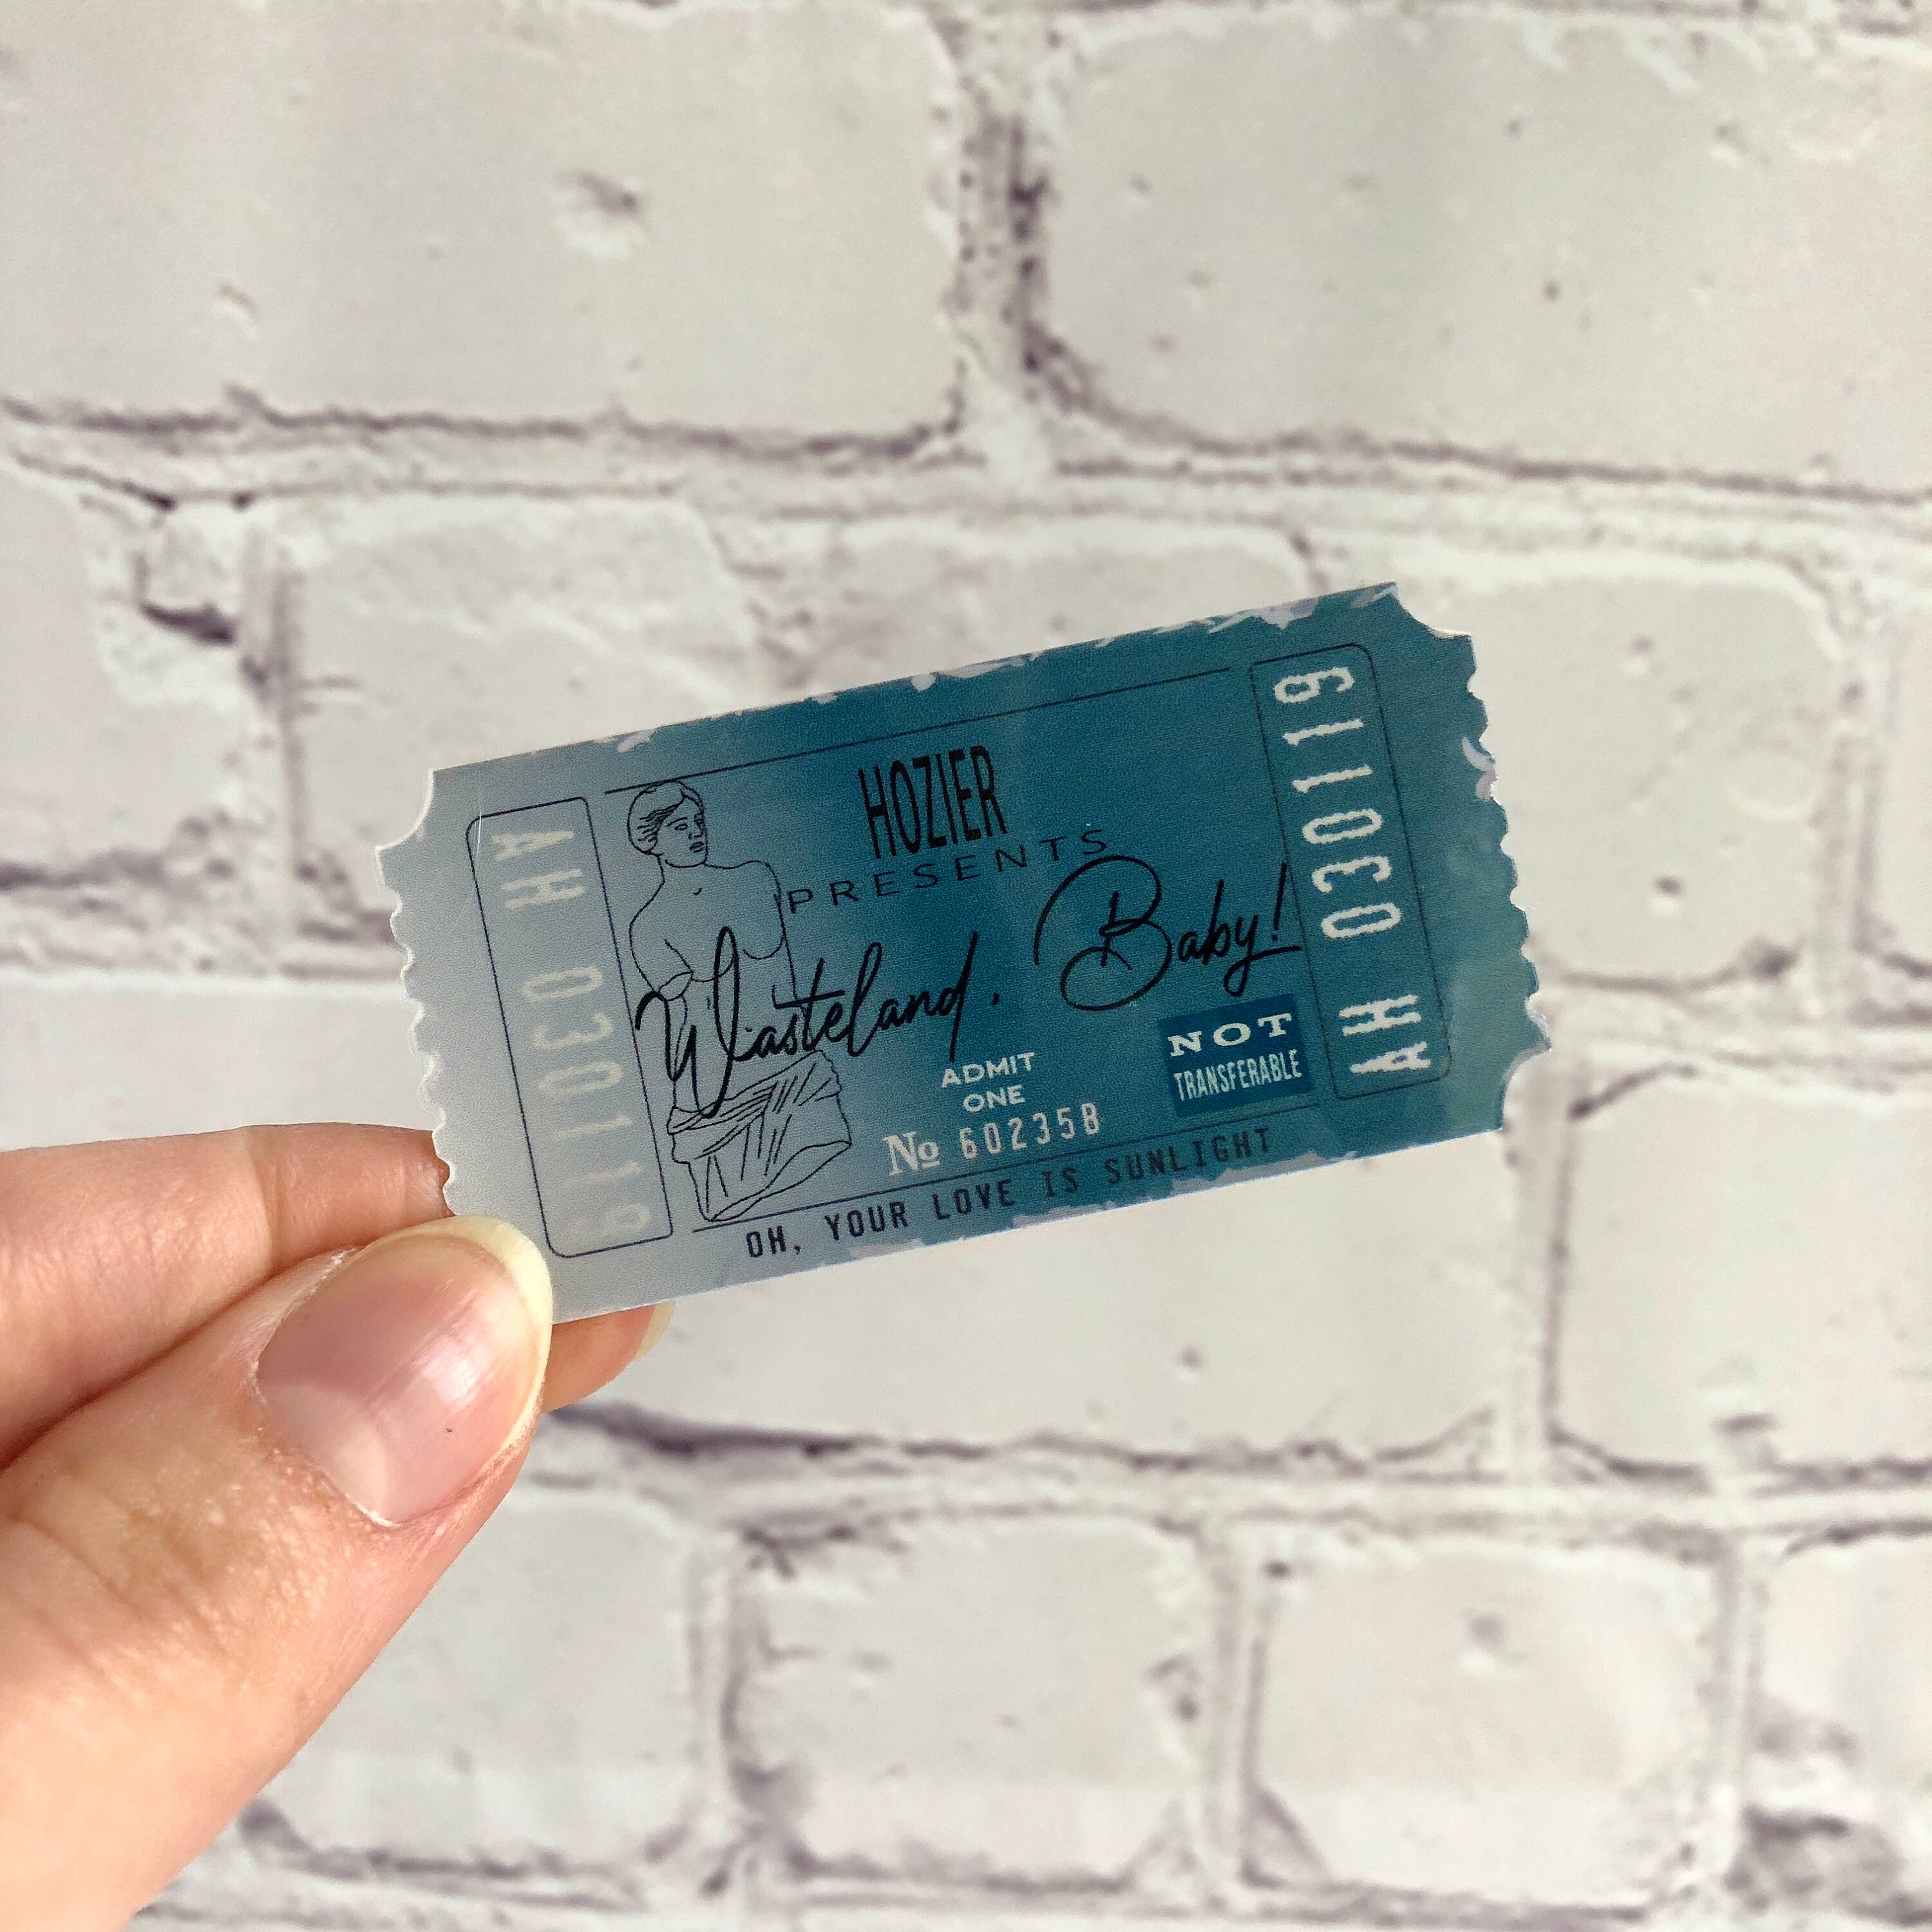 AH 030119
HOZIER
PRESENTS
Wasteland, Baby!
ADMIT
ONE
No 602358
NOT
TRANSFERABLE
OH, YOUR LOVE IS SUNLIGHT
AH 030119